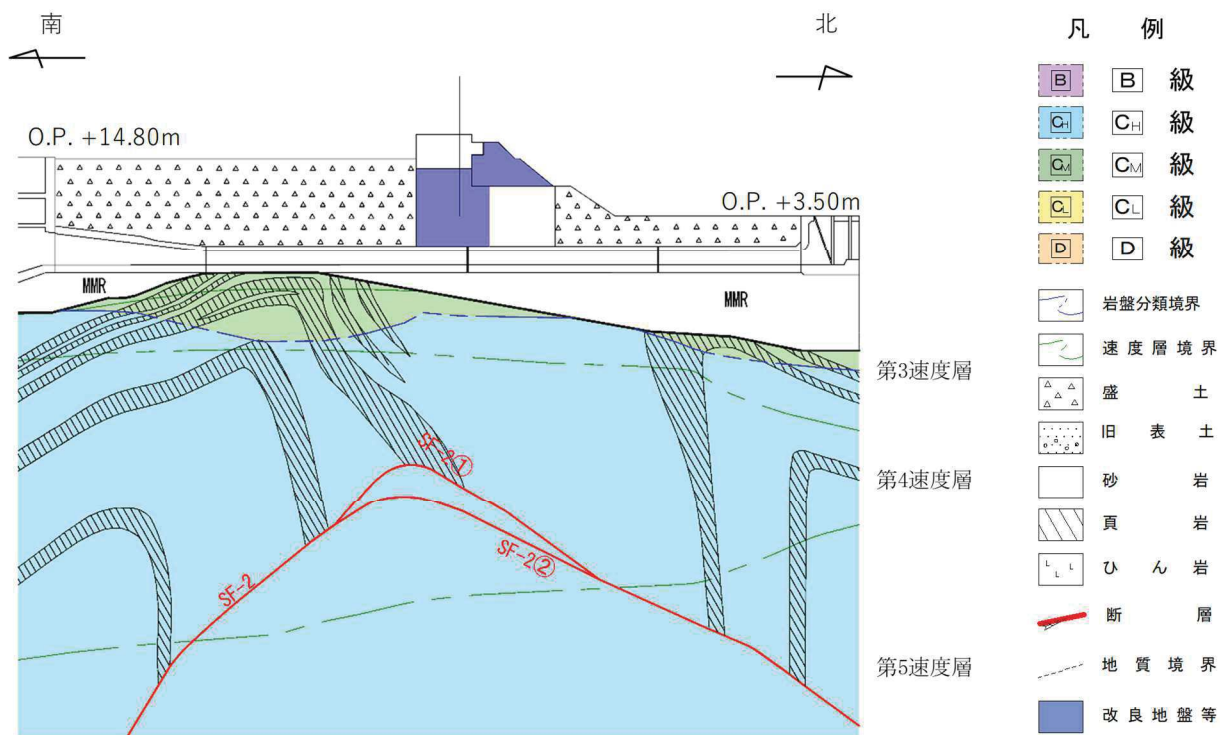 南
北
O.P. +14.80m
O.P. +3.50m
MMR
MMR
第3速度層
第4速度層
第5速度層
SF-2①
SF-2②
SF-2
凡 例
B B 級
CH CH 級
CM CM 級
CL CL 級
D D 級
岩盤分類境界
速度層境界
盛 土
旧 表 土
砂 岩
頁 岩
ひ ん 岩
断 層
地 質 境 界
改 良 地 盤 等